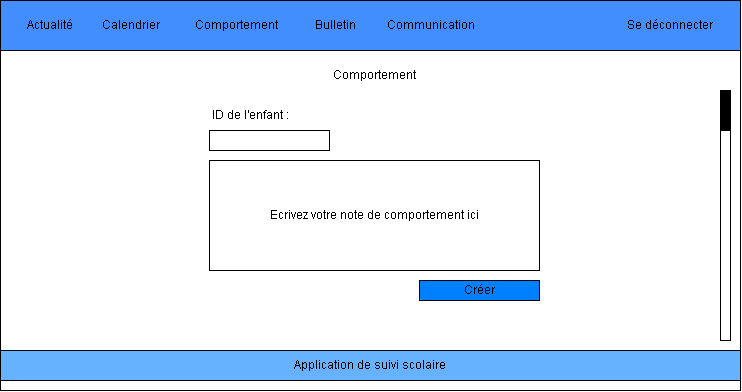 Actualité Calendrier Comportement Bulletin Communication Se déconnecter
Comportement
ID de l'enfant :
Ecrivez votre note de comportement ici
Créer
Application de suivi scolaire